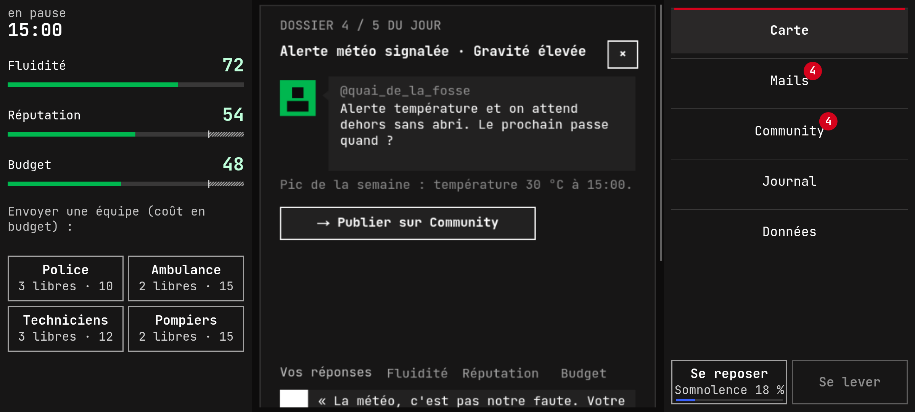 en pause
15:00
Fluidité 72
Réputation 54
Budget 48
Envoyer une équipe (coût en
budget) :
Police
3 libres · 10
Ambulance
2 libres · 15
Techniciens
3 libres · 12
Pompiers
2 libres · 15
DOSSIER 4 / 5 DU JOUR
Alerte météo signalée · Gravité élevée
×
@quai_de_la_fosse
Alerte température et on attend
dehors sans abri. Le prochain passe
quand ?
Pic de la semaine : température 30 °C à 15:00.
→ Publier sur Community
Vos réponses Fluidité Réputation Budget
« La météo, c'est pas notre faute. Votre
Carte
Mails 4
Community 4
Journal
Données
Se reposer
Somnolence 18 %
Se lever